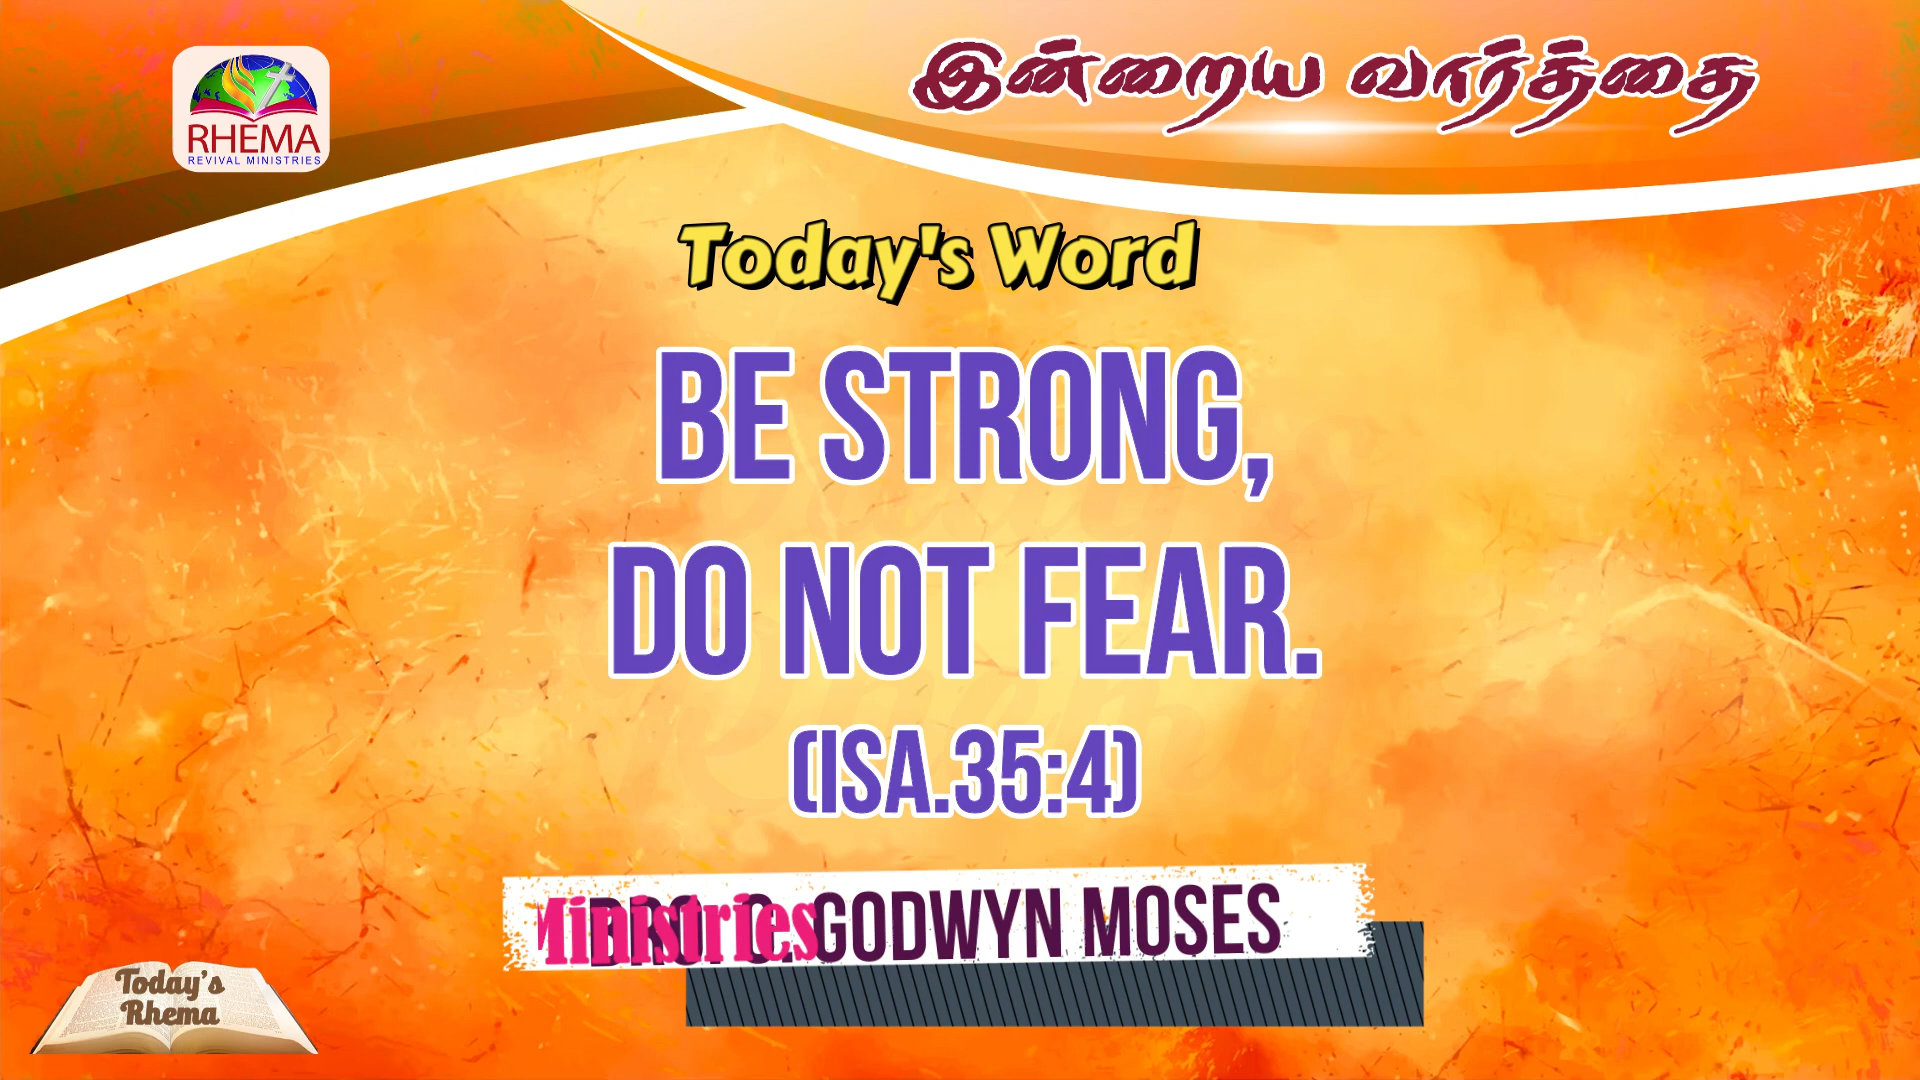 RHEMA
REVIVAL MINISTRIES
இன்றைய வார்த்தை
Today's Word
BE STRONG,
DO NOT FEAR.
(ISA.35:4)
Ministries
GODWYN MOSES
Today's
Rhema